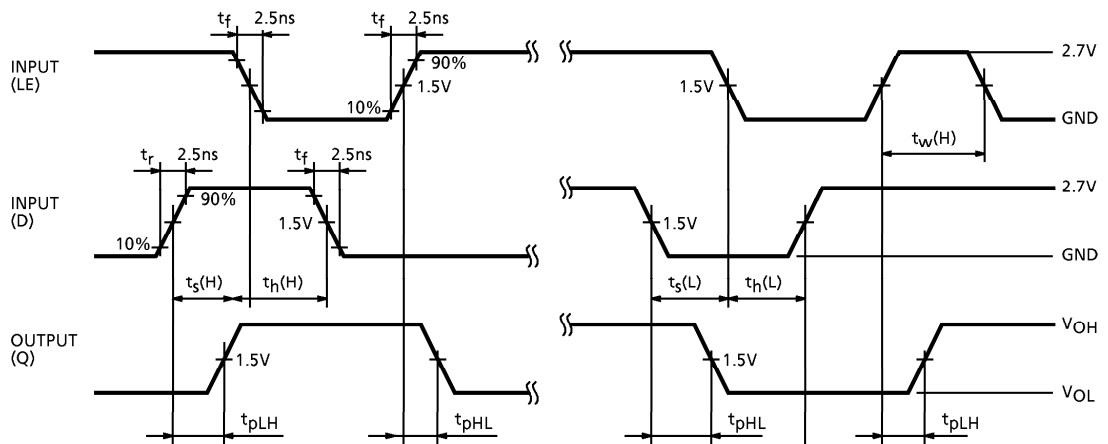 tf 2.5ns tf 2.5ns
INPUT
(LE)
90%
1.5V
10%
1.5V
2.7V
GND
tw(H)
tr 2.5ns tf 2.5ns
INPUT
(D)
90%
1.5V
10%
1.5V
2.7V
GND
ts(H) th(H) ts(L) th(L)
OUTPUT
(Q)
1.5V
1.5V
VOH
VOL
tpLH tpHL tpHL tpLH